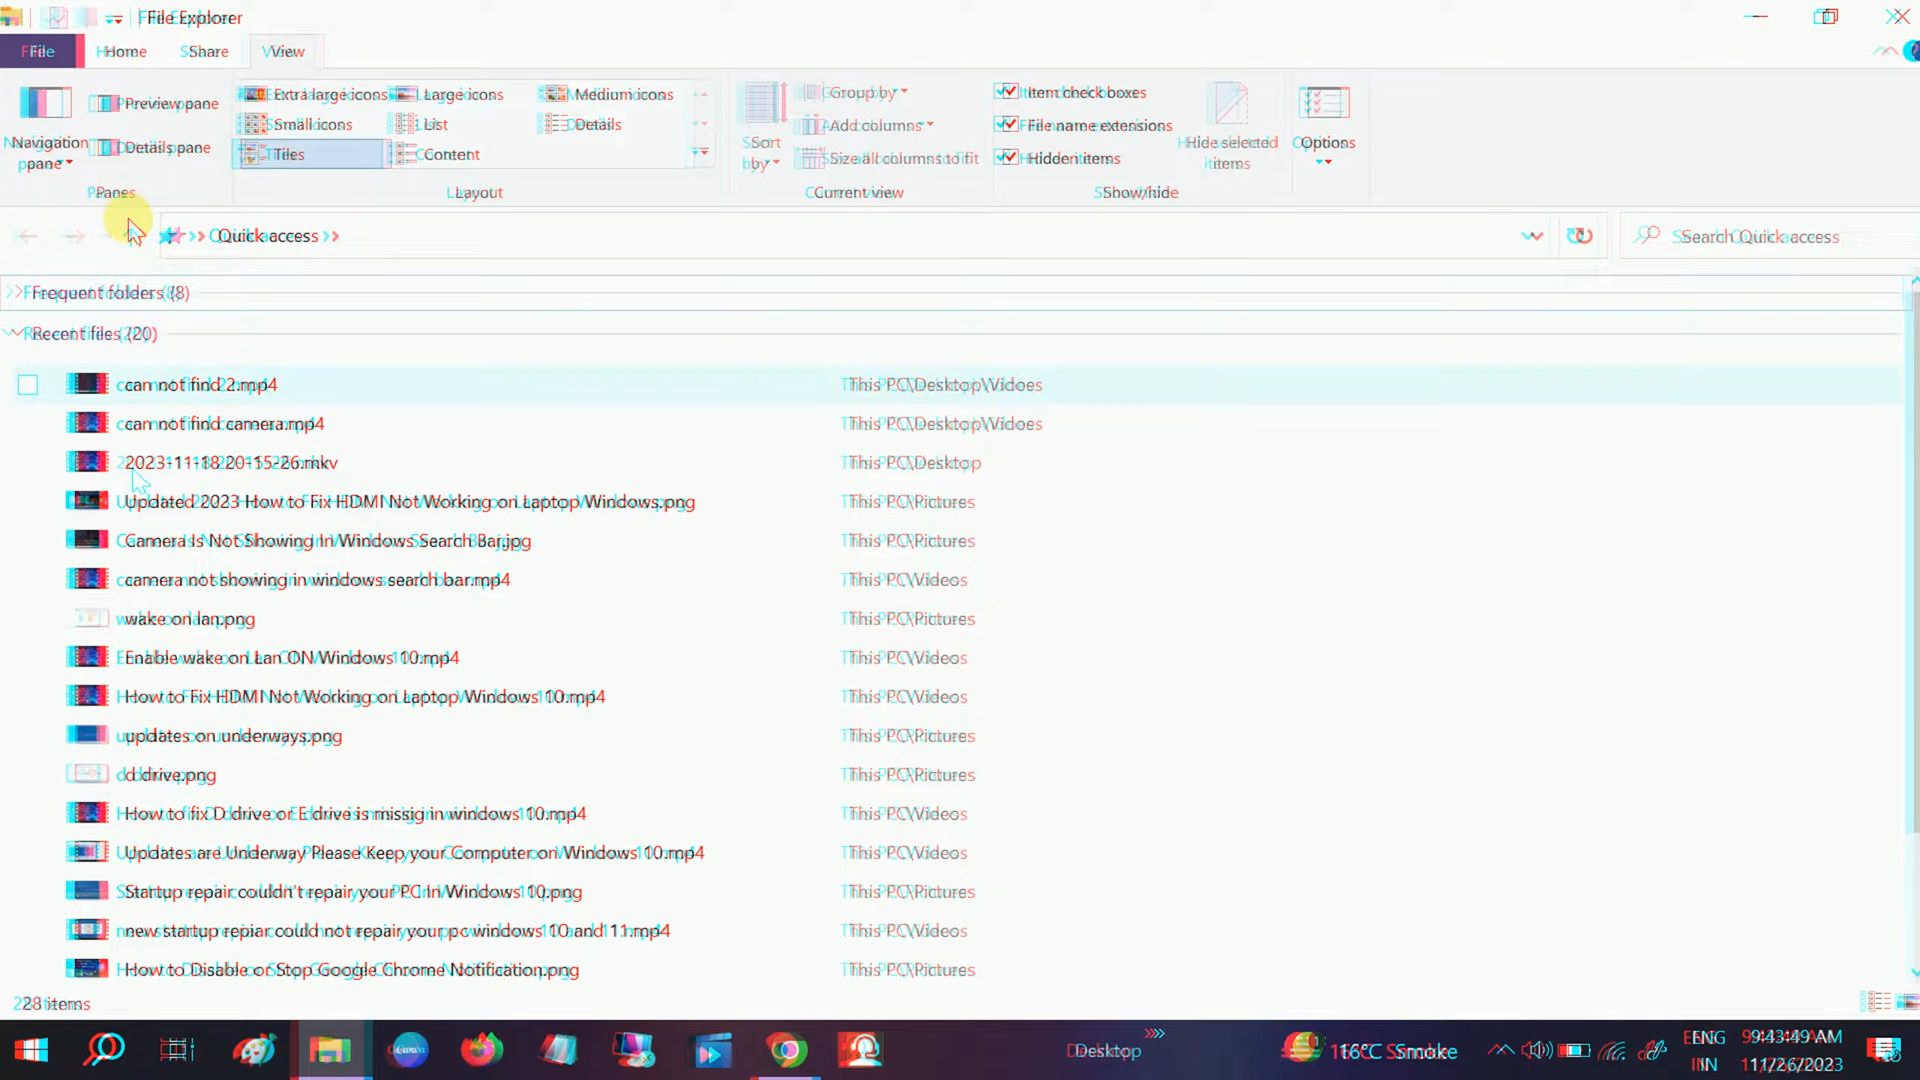 File Explorer
File Home Share View
Navigation pane
Preview pane
Details pane
Panes
Extra large icons Large icons Medium icons
Small icons List Details
Tiles Content
Layout
Sort by
Group by
Add columns
Size all columns to fit
Current view
Item check boxes
File name extensions
Hidden items
Hide selected items
Show/hide
Options
Quick access
Search Quick access
Frequent folders (8)
Recent files (20)
can not find 2.mp4 This PC\Desktop\Vidoes
can not find camera.mp4 This PC\Desktop\Vidoes
2023-11-18 20-15-26.mkv This PC\Desktop
Updated 2023 How to Fix HDMI Not Working on Laptop Windows.png This PC\Pictures
Camera Is Not Showing In Windows Search Bar.jpg This PC\Pictures
camera not showing in windows search bar.mp4 This PC\Videos
wake on lan.png This PC\Pictures
Enable wake on Lan ON Windows 10.mp4 This PC\Videos
How to Fix HDMI Not Working on Laptop Windows 10.mp4 This PC\Videos
updates on underways.png This PC\Pictures
d drive.png This PC\Pictures
How to fix D drive or E drive is missig in windows 10.mp4 This PC\Videos
Updates are Underway Please Keep your Computer on Windows 10.mp4 This PC\Videos
Startup repair couldn't repair your PC In Windows 10.png This PC\Pictures
new startup repiar could not repair your pc windows 10 and 11.mp4 This PC\Videos
How to Disable or Stop Google Chrome Notification.png This PC\Pictures
28 items
Desktop
16°C Smoke
ENG
IN
9:43:49 AM
11/26/2023